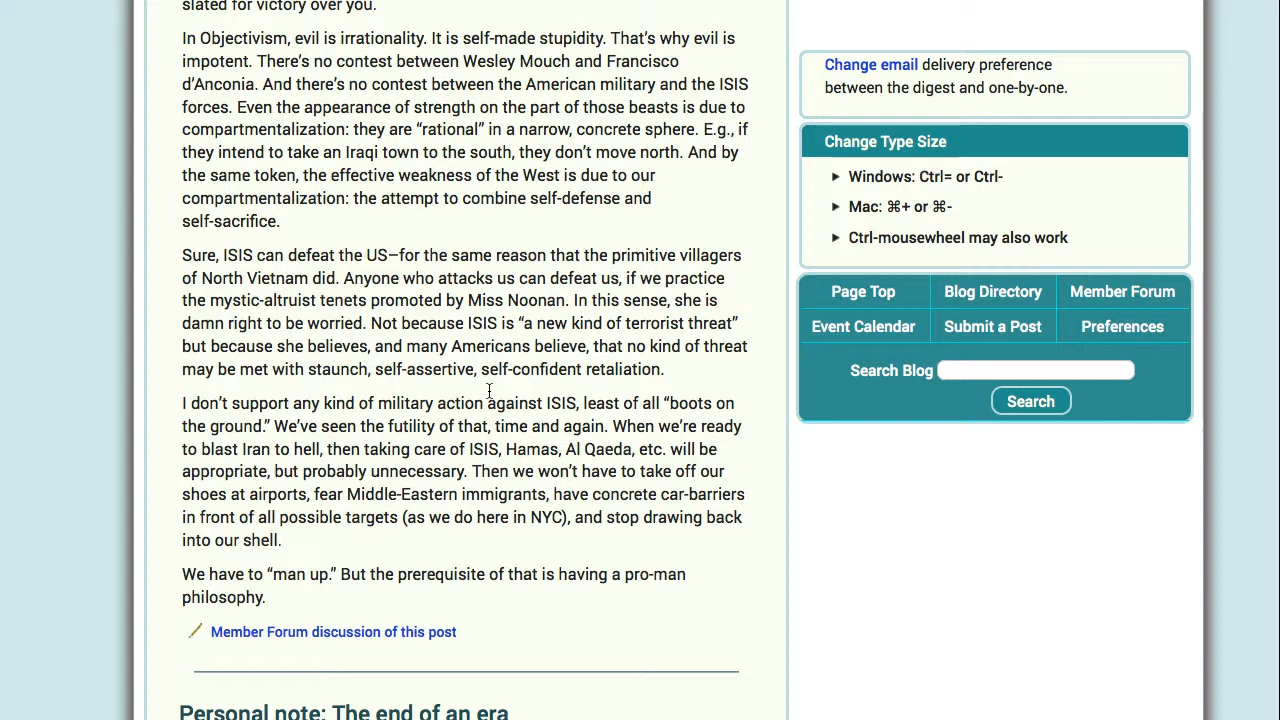 slated for victory over you.
In Objectivism, evil is irrationality. It is self-made stupidity. That's why evil is
impotent. There's no contest between Wesley Mouch and Francisco
d'Anconia. And there's no contest between the American military and the ISIS
forces. Even the appearance of strength on the part of those beasts is due to
compartmentalization: they are “rational” in a narrow, concrete sphere. E.g., if
they intend to take an Iraqi town to the south, they don't move north. And by
the same token, the effective weakness of the West is due to our
compartmentalization: the attempt to combine self-defense and
self-sacrifice.
Sure, ISIS can defeat the US—for the same reason that the primitive villagers
of North Vietnam did. Anyone who attacks us can defeat us, if we practice
the mystic-altruist tenets promoted by Miss Noonan. In this sense, she is
damn right to be worried. Not because ISIS is “a new kind of terrorist threat”
but because she believes, and many Americans believe, that no kind of threat
may be met with staunch, self-assertive, self-confident retaliation.
I don't support any kind of military action against ISIS, least of all “boots on
the ground.” We've seen the futility of that, time and again. When we're ready
to blast Iran to hell, then taking care of ISIS, Hamas, Al Qaeda, etc. will be
appropriate, but probably unnecessary. Then we won't have to take off our
shoes at airports, fear Middle-Eastern immigrants, have concrete car-barriers
in front of all possible targets (as we do here in NYC), and stop drawing back
into our shell.
We have to “man up.” But the prerequisite of that is having a pro-man
philosophy.
Member Forum discussion of this post
Personal note: The end of an era
Change email delivery preference
between the digest and one-by-one.
Change Type Size
Windows: Ctrl= or Ctrl-
Mac: ⌘+ or ⌘-
Ctrl-mousewheel may also work
Page Top Blog Directory Member Forum
Event Calendar Submit a Post Preferences
Search Blog
Search